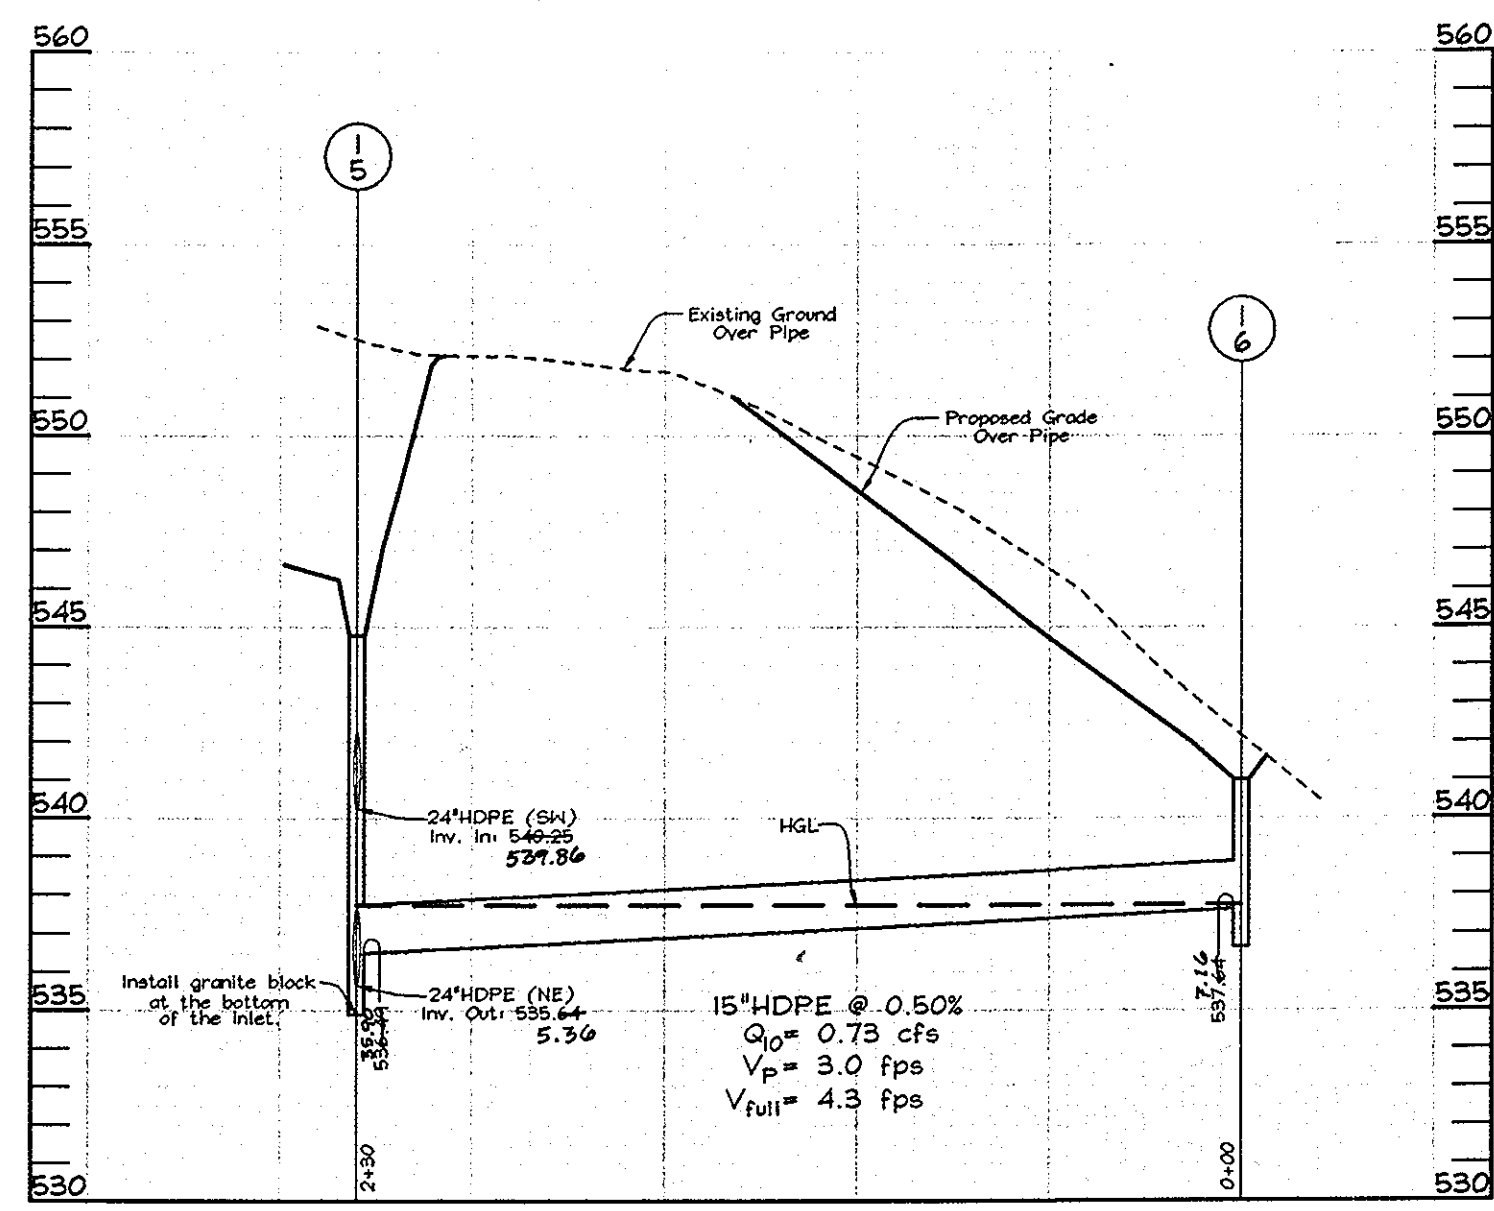 560
560
I
5
555
555
I
6
Existing Ground
Over Pipe
550
550
Proposed Grade
Over Pipe
545
545
540
540
24"HDPE (SW)
Inv. In: 540.25
539.86
HGL
Install granite block
at the bottom
of the inlet.
24"HDPE (NE)
Inv. Out: 535.64
5.36
535
535
35.90
536.49
7.16
537.64
15"HDPE @ 0.50%
Q10= 0.73 cfs
Vp= 3.0 fps
Vfull= 4.3 fps
2+30
0+00
530
530